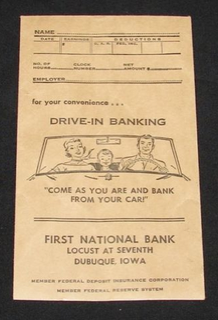 NAME
DATE EARNINGS DEDUCTIONS
$
NO. OF HOURS CLOCK NUMBER NET AMOUNT $
EMPLOYER
for your convenience . . .
DRIVE-IN BANKING
"COME AS YOU ARE AND BANK
FROM YOUR CAR!"
FIRST NATIONAL BANK
LOCUST AT SEVENTH
DUBUQUE, IOWA
MEMBER FEDERAL DEPOSIT INSURANCE CORPORATION
MEMBER FEDERAL RESERVE SYSTEM